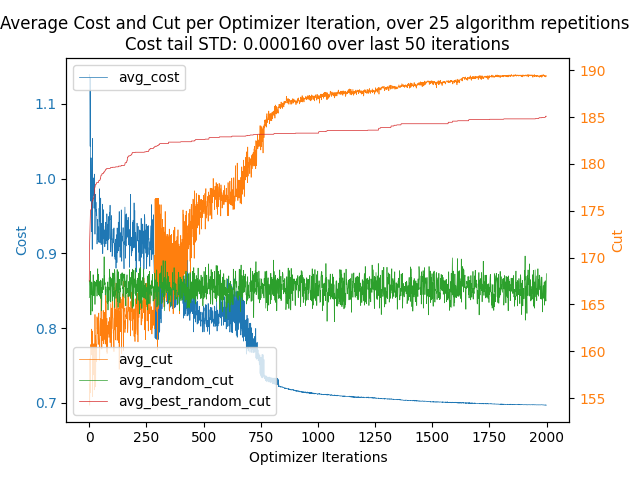 Average Cost and Cut per Optimizer Iteration, over 25 algorithm repetitions
Cost tail STD: 0.000160 over last 50 iterations
avg_cost
1.1
1.0
0.9
0.8
0.7
Cost
190
185
180
175
170
165
160
155
Cut
avg_cut
avg_random_cut
avg_best_random_cut
0 250 500 750 1000 1250 1500 1750 2000
Optimizer Iterations